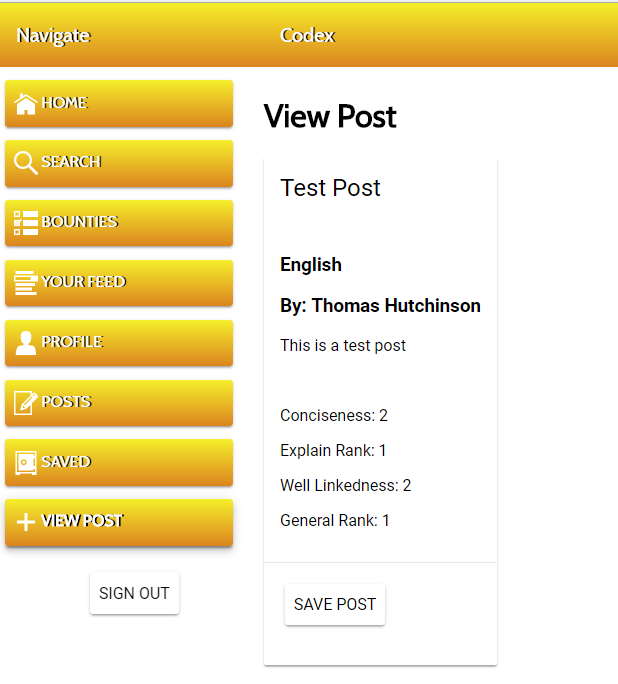 Navigate
Codex
HOME
SEARCH
BOUNTIES
YOUR FEED
PROFILE
POSTS
SAVED
VIEW POST
SIGN OUT
View Post
Test Post
English
By: Thomas Hutchinson
This is a test post
Conciseness: 2
Explain Rank: 1
Well Linkedness: 2
General Rank: 1
SAVE POST